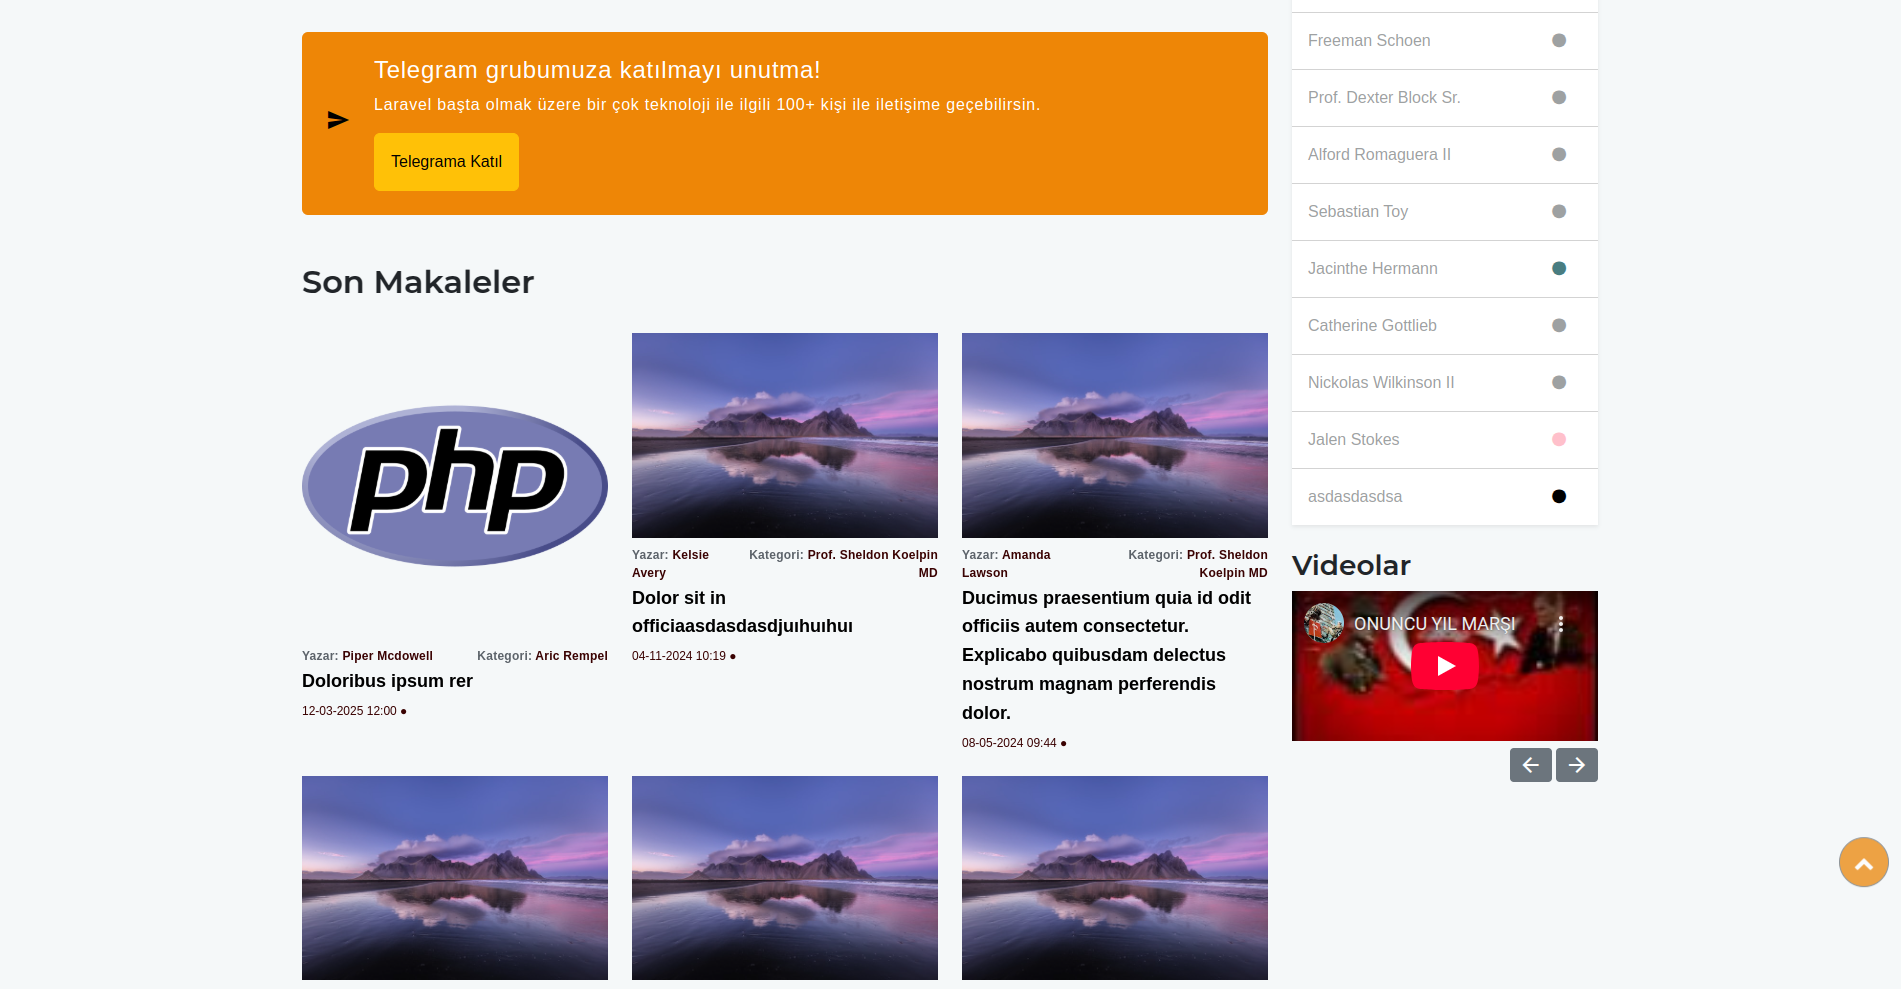 Telegram grubumuza katılmayı unutma!
Laravel başta olmak üzere bir çok teknoloji ile ilgili 100+ kişi ile iletişime geçebilirsin.
Telegrama Katıl
Son Makaleler
php
Yazar: Piper Mcdowell
Kategori: Aric Rempel
Doloribus ipsum rer
12-03-2025 12:00 ●
Yazar: Kelsie
Avery
Kategori: Prof. Sheldon Koelpin
MD
Dolor sit in
officiaasdasdasdjuıhuıhuı
04-11-2024 10:19 ●
Yazar: Amanda
Lawson
Kategori: Prof. Sheldon
Koelpin MD
Ducimus praesentium quia id odit
officiis autem consectetur.
Explicabo quibusdam delectus
nostrum magnam perferendis
dolor.
08-05-2024 09:44 ●
Freeman Schoen
Prof. Dexter Block Sr.
Alford Romaguera II
Sebastian Toy
Jacinthe Hermann
Catherine Gottlieb
Nickolas Wilkinson II
Jalen Stokes
asdasdasdsa
Videolar
ONUNCU YIL MARŞI